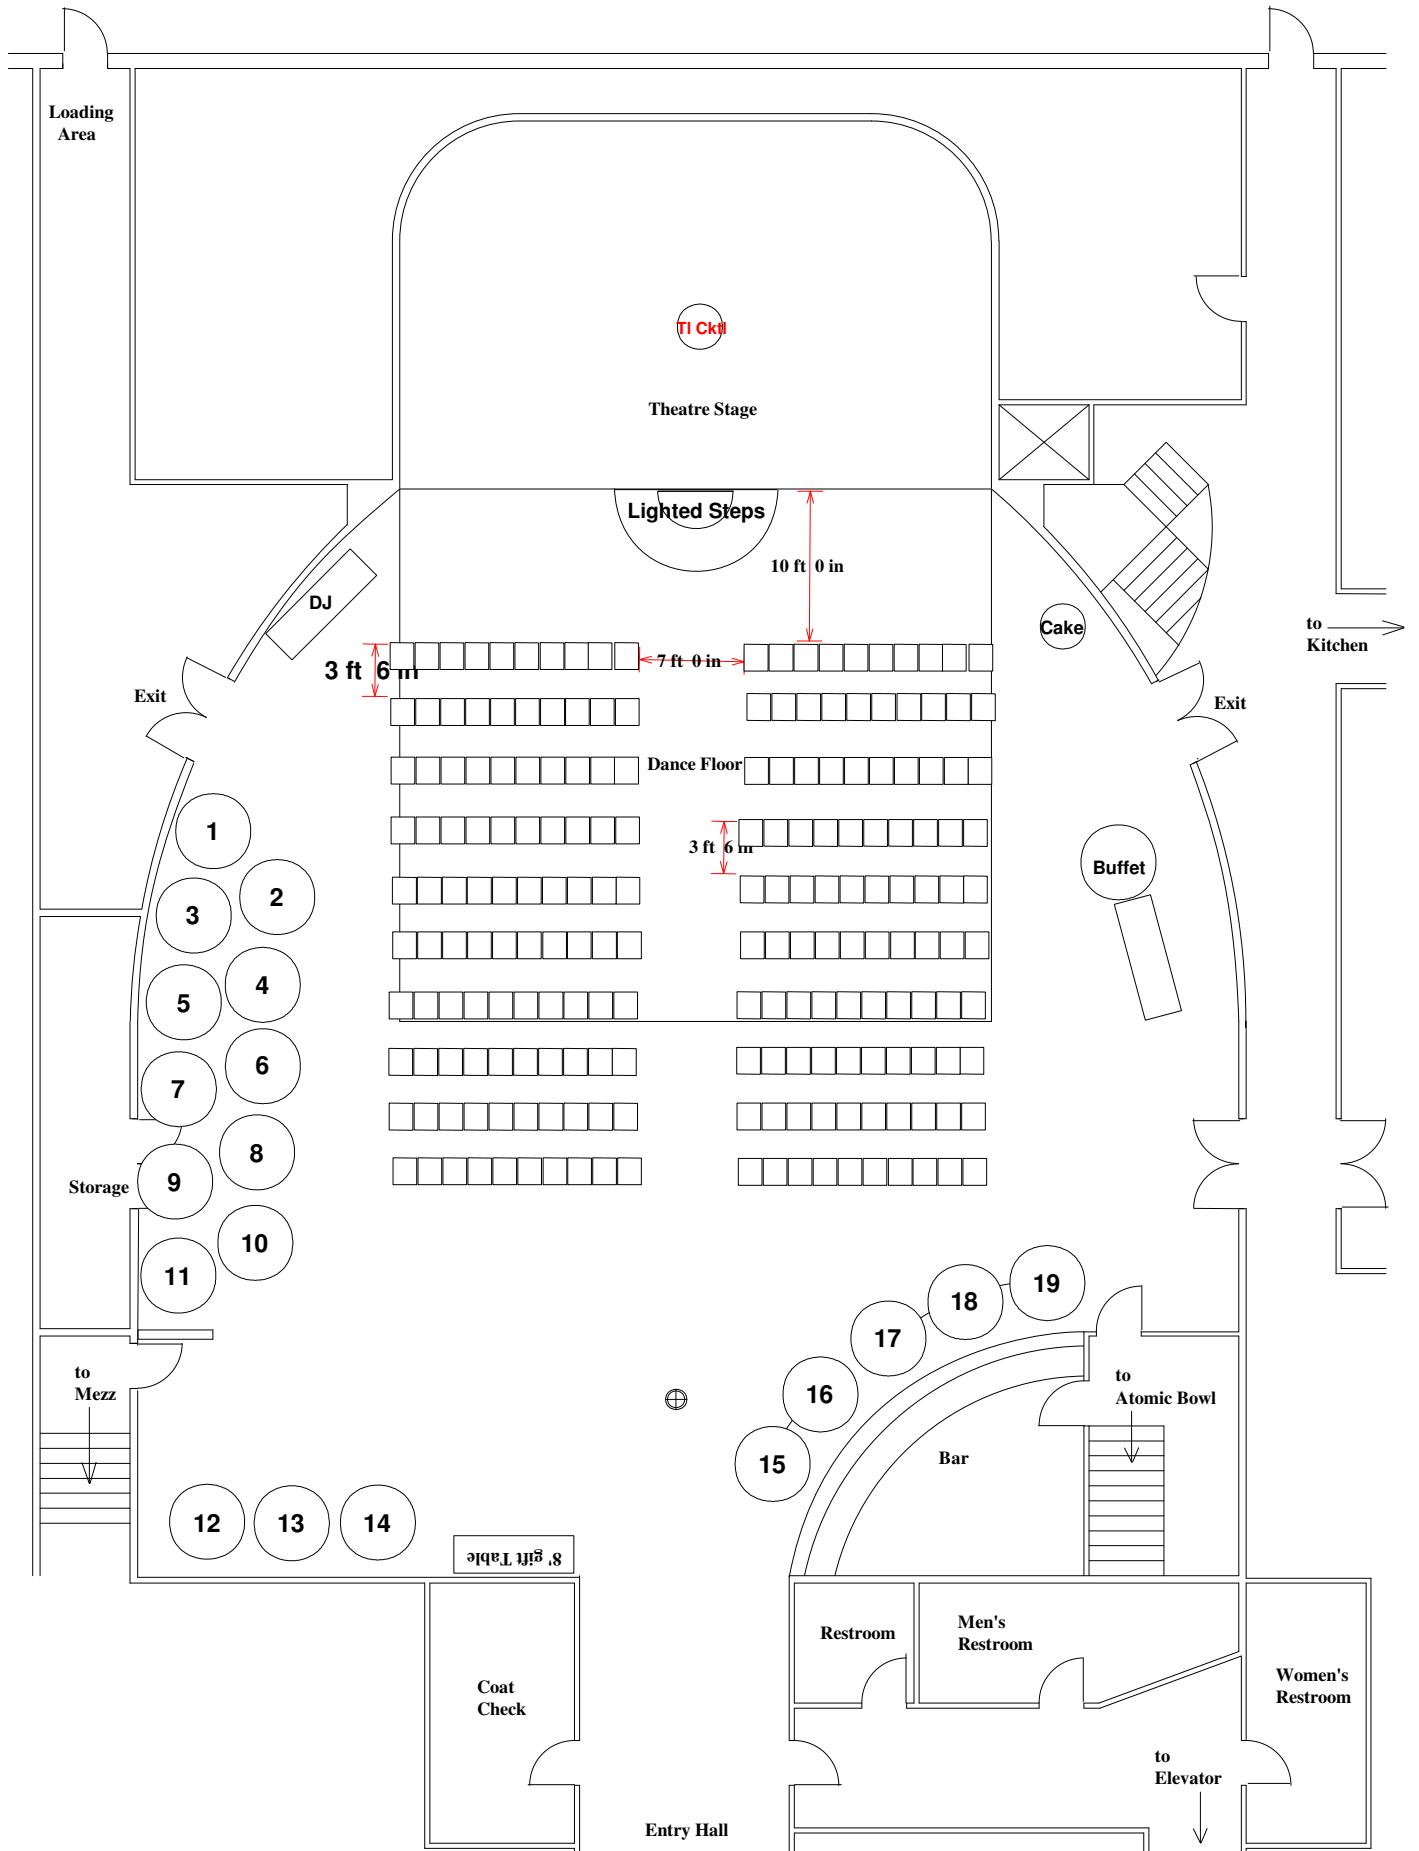 Loading
Area
Tl Cktl
Theatre Stage
Lighted Steps
10 ft  0 in
DJ
Cake
to
Kitchen
3 ft  6 in
7 ft  0 in
Exit
Exit
Dance Floor
1
3 ft  6 in
Buffet
2
3
4
5
6
7
8
9
Storage
10
11
19
18
17
to
Mezz
16
to
Atomic Bowl
15
Bar
12
13
14
8' gift Table
Restroom
Men's
Restroom
Coat
Check
Women's
Restroom
to
Elevator
Entry Hall